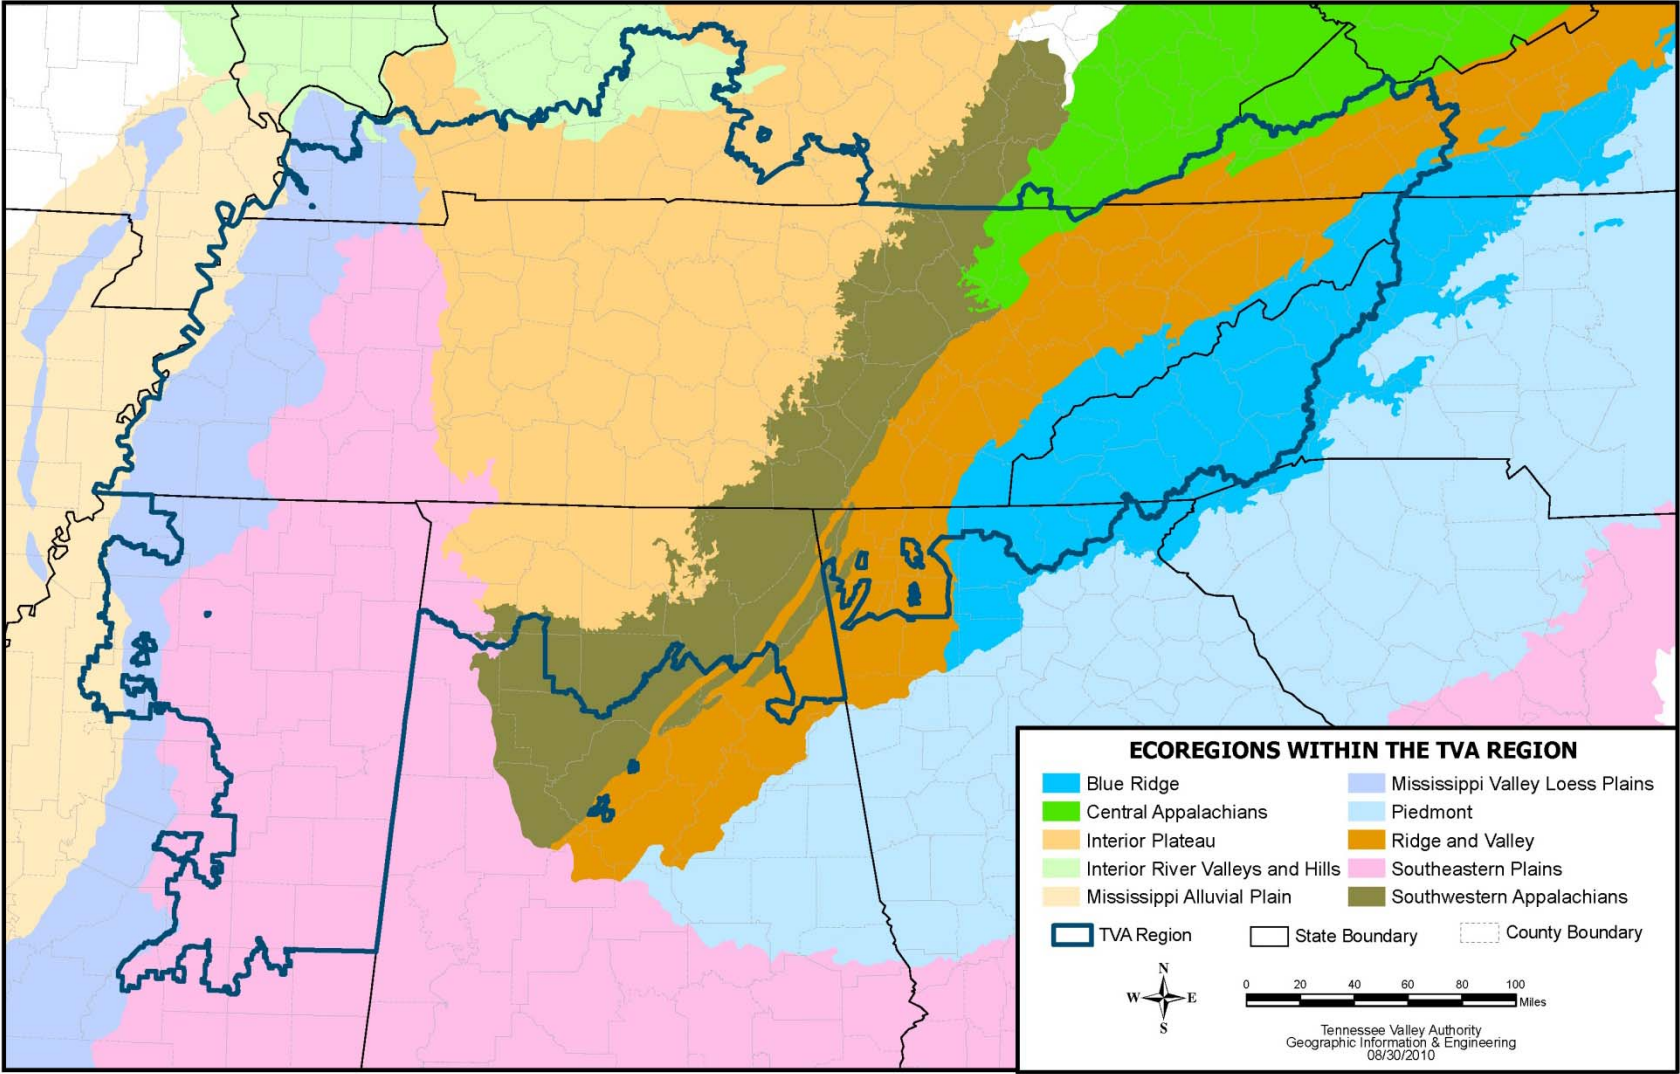 ECOREGIONS WITHIN THE TVA REGION
Blue Ridge
Central Appalachians
Interior Plateau
Interior River Valleys and Hills
Mississippi Alluvial Plain
Mississippi Valley Loess Plains
Piedmont
Ridge and Valley
Southeastern Plains
Southwestern Appalachians
TVA Region
State Boundary
County Boundary
N
W E
S
0 20 40 60 80 100
Miles
Tennessee Valley Authority
Geographic Information & Engineering
08/30/2010